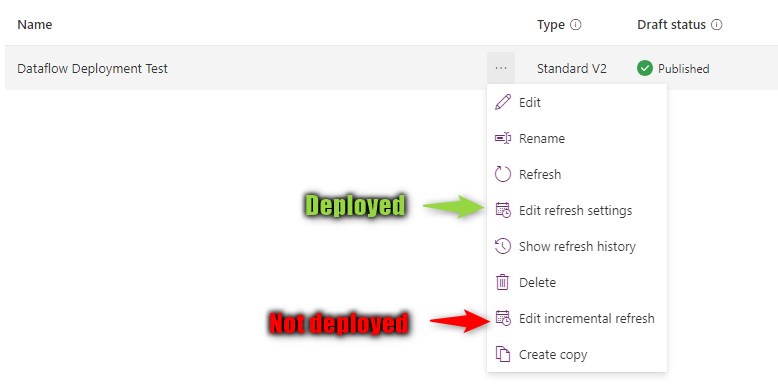 Name Type Draft status
Dataflow Deployment Test ... Standard V2 Published
Edit
Rename
Refresh
Deployed Edit refresh settings
Show refresh history
Delete
Not deployed Edit incremental refresh
Create copy